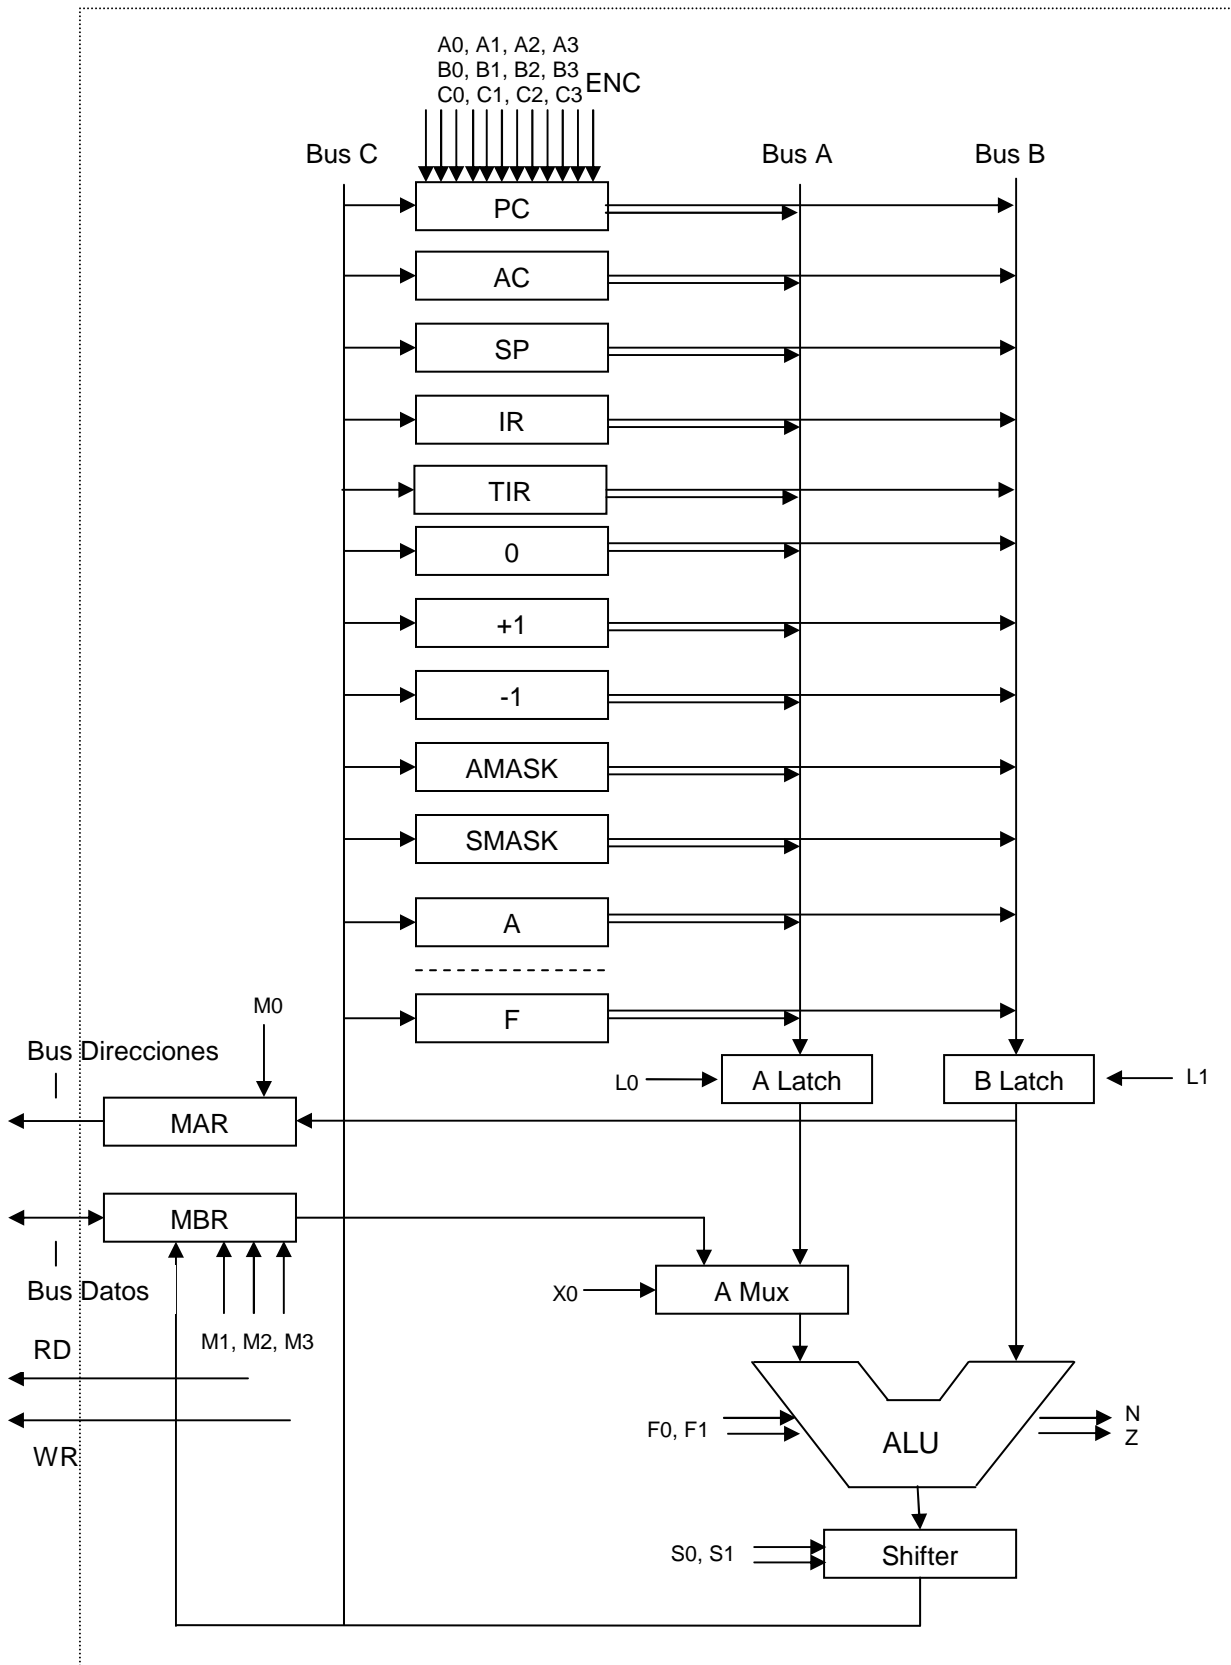 A0, A1, A2, A3
B0, B1, B2, B3
C0, C1, C2, C3
ENC
Bus C
Bus A
Bus B
PC
AC
SP
IR
TIR
0
+1
-1
AMASK
SMASK
A
F
M0
Bus Direcciones
L0
A Latch
B Latch
L1
MAR
MBR
Bus Datos
X0
A Mux
M1, M2, M3
RD
WR
F0, F1
ALU
N
Z
S0, S1
Shifter